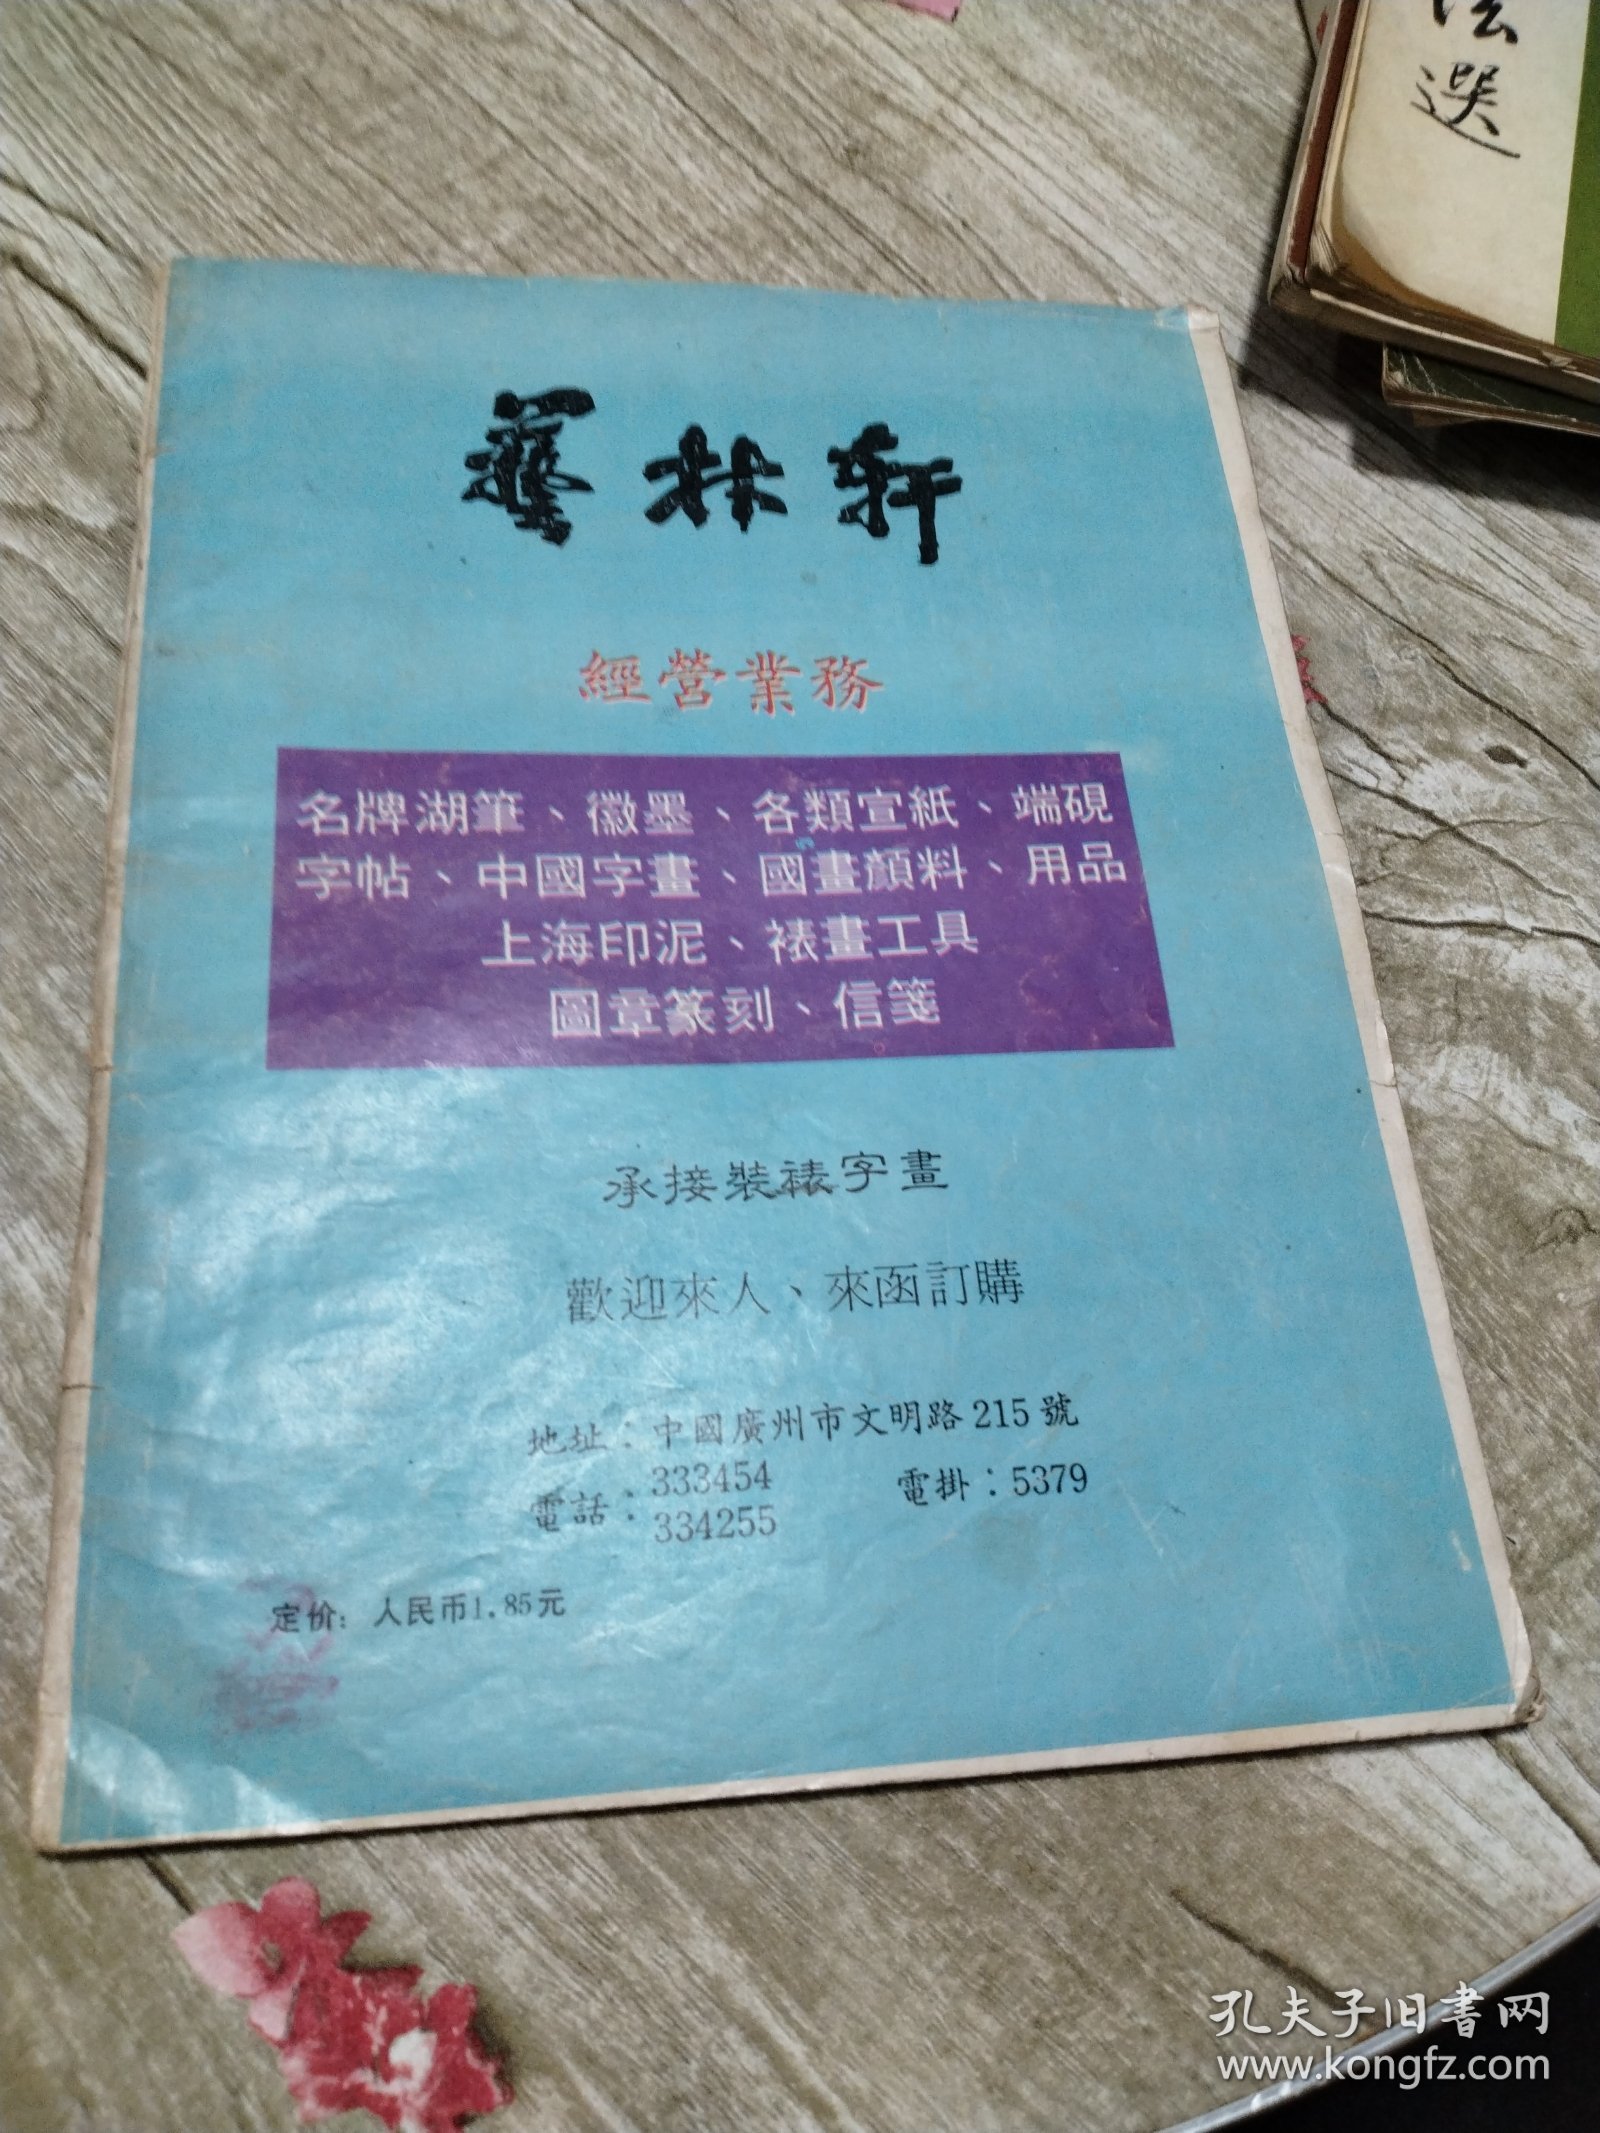 法選
藝林軒
經營業務
名牌湖筆、徽墨、各類宣紙、端硯
字帖、中國字畫、國畫顏料、用品
上海印泥、裱畫工具
圖章篆刻、信箋
承接裝裱字畫
歡迎來人、來函訂購
地址：中國廣州市文明路215號
電話：333454
334255
電掛：5379
定价：人民币1.85元
孔夫子旧书网
www.kongfz.com